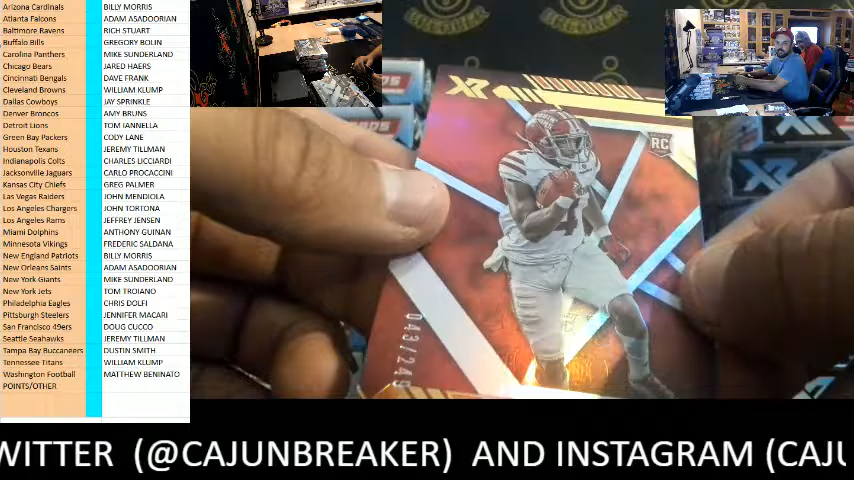 Arizona Cardinals BILLY MORRIS
Atlanta Falcons ADAM ASADOORIAN
Baltimore Ravens RICH STUART
Buffalo Bills GREGORY BOLIN
Carolina Panthers MIKE SUNDERLAND
Chicago Bears JARED HAERS
Cincinnati Bengals DAVE FRANK
Cleveland Browns WILLIAM KLUMP
Dallas Cowboys JAY SPRINKLE
Denver Broncos AMY BRUNS
Detroit Lions TOM IANNELLA
Green Bay Packers CODY LANE
Houston Texans JEREMY TILLMAN
Indianapolis Colts CHARLES LICCIARDI
Jacksonville Jaguars CARLO PROCACCINI
Kansas City Chiefs GREG PALMER
Las Vegas Raiders JOHN MENDIOLA
Los Angeles Chargers JOHN TORTONA
Los Angeles Rams JEFFREY JENSEN
Miami Dolphins ANTHONY GUINAN
Minnesota Vikings FREDERIC SALDANA
New England Patriots BILLY MORRIS
New Orleans Saints ADAM ASADOORIAN
New York Giants MIKE SUNDERLAND
New York Jets TOM TROIANO
Philadelphia Eagles CHRIS DOLFI
Pittsburgh Steelers JENNIFER MACARI
San Francisco 49ers DOUG CUCCO
Seattle Seahawks JEREMY TILLMAN
Tampa Bay Buccaneers DUSTIN SMITH
Tennessee Titans WILLIAM KLUMP
Washington Football MATTHEW BENINATO
POINTS/OTHER
XR
RC
4
043/249
XR
WITTER (@CAJUNBREAKER) AND INSTAGRAM (CAJU